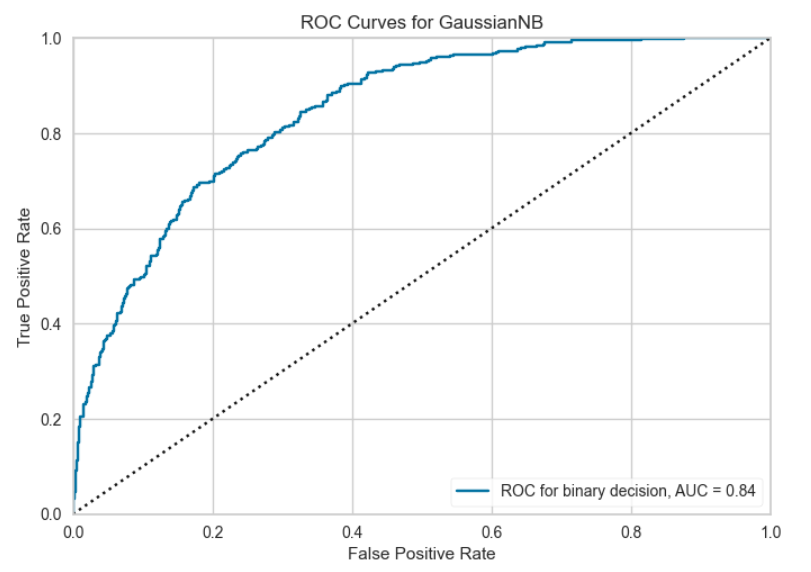 ROC Curves for GaussianNB
1.0
0.8
0.6
0.4
0.2
0.0
True Positive Rate
ROC for binary decision, AUC = 0.84
0.0 0.2 0.4 0.6 0.8 1.0
False Positive Rate